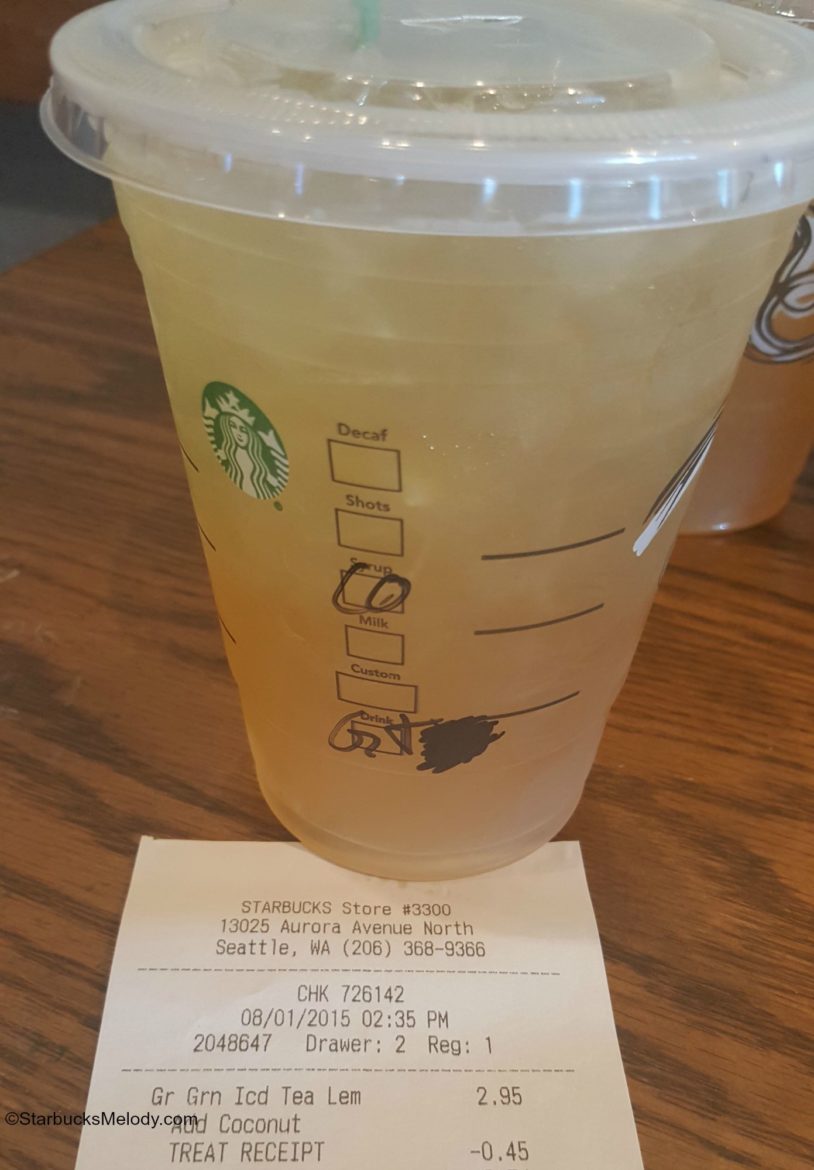 Decaf
Shots
Syrup
CO
Milk
Custom
Drink
GT
STARBUCKS Store #3300
13025 Aurora Avenue North
Seattle, WA (206) 368-9366
CHK 726142
08/01/2015 02:35 PM
2048647 Drawer: 2 Reg: 1
Gr Grn Icd Tea Lem 2.95
Add Coconut
TREAT RECEIPT -0.45
©StarbucksMelody.com